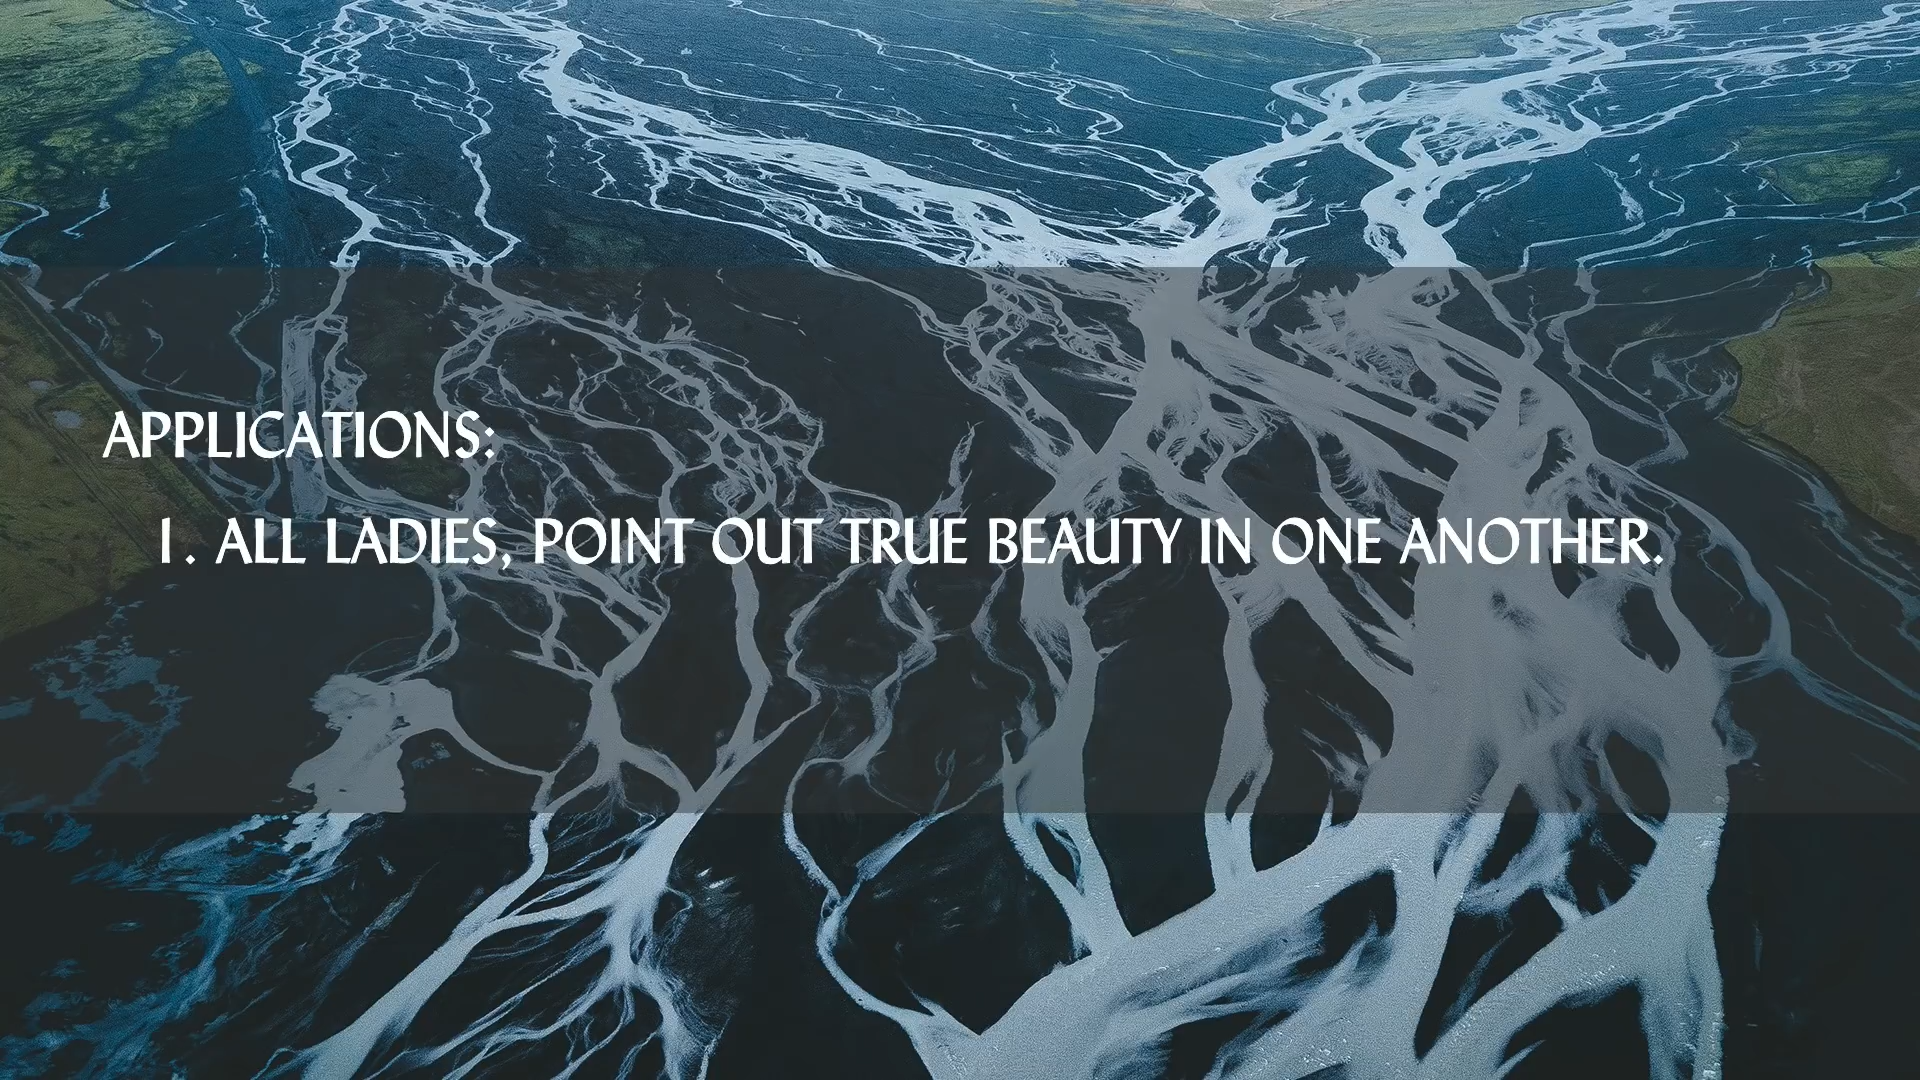 APPLICATIONS:
1. ALL LADIES, POINT OUT TRUE BEAUTY IN ONE ANOTHER.